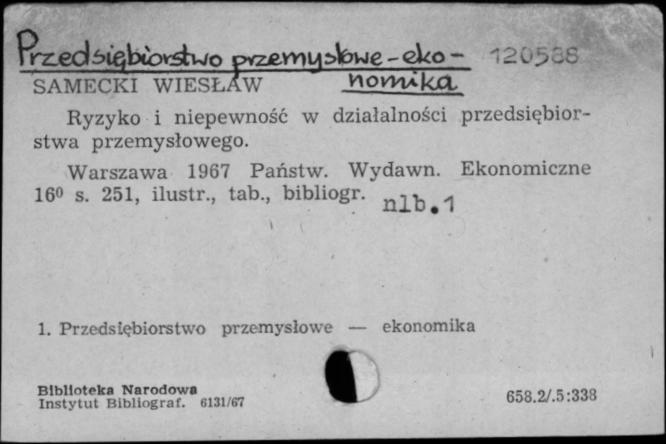 Przedsiębiorstwo przemysłowe - eko- 120588
nomika
SAMECKI WIESŁAW
Ryzyko i niepewność w działalności przedsiębior-
stwa przemysłowego.
Warszawa 1967 Państw. Wydawn. Ekonomiczne
16⁰ s. 251, ilustr., tab., bibliogr. nlb.1
1. Przedsiębiorstwo przemysłowe — ekonomika
Biblioteka Narodowa
Instytut Bibliograf. 6131/67
658.2/.5:338